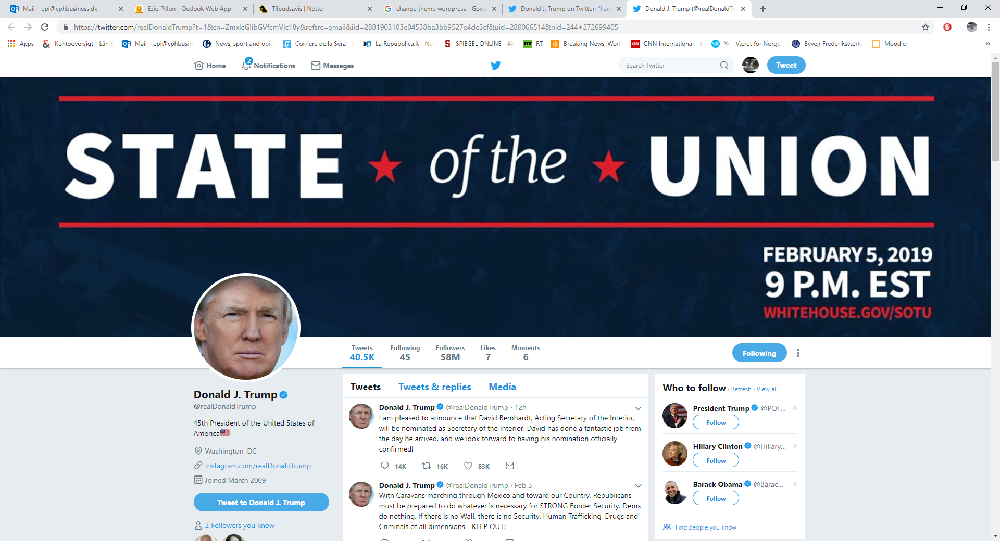 Mail – epi@cphbusiness.dk
Ezio Pillon - Outlook Web App
Tilbudsavis | Netto
change theme wordpress - Goog
Donald J. Trump on Twitter: "I am
Donald J. Trump (@realDonaldTru
https://twitter.com/realDonaldTrump?t=1&cn=ZmxleGlibGVfcmVjc18y&refsrc=email&iid=2881903103e04538ba3bb9527e4de3cf&uid=280066514&nid=244+272699405
Apps
Kontooversigt - Lån &
Mail – epi@cphbusin
News, sport and opin
Corriere della Sera -
La Repubblica.it - Ne
SPIEGEL ONLINE - Ak
RT
RT
Breaking News, Worl
CNN
CNN International - B
YR
Yr – Været for Norge
Byvejr Frederiksværk,
Moodle
»
Home
2
Notifications
Messages
Search Twitter
Tweet
STATE of the UNION
FEBRUARY 5, 2019
9 P.M. EST
WHITEHOUSE.GOV/SOTU
Tweets
40.5K
Following
45
Followers
58M
Likes
7
Moments
6
Following
Donald J. Trump
@realDonaldTrump
45th President of the United States of
America
Washington, DC
Instagram.com/realDonaldTrump
Joined March 2009
Tweet to Donald J. Trump
2 Followers you know
Tweets Tweets & replies Media
Donald J. Trump @realDonaldTrump · 12h
I am pleased to announce that David Bernhardt, Acting Secretary of the Interior,
will be nominated as Secretary of the Interior. David has done a fantastic job from
the day he arrived, and we look forward to having his nomination officially
confirmed!
14K 16K 83K
Donald J. Trump @realDonaldTrump · Feb 3
With Caravans marching through Mexico and toward our Country, Republicans
must be prepared to do whatever is necessary for STRONG Border Security. Dems
do nothing. If there is no Wall, there is no Security. Human Trafficking, Drugs and
Criminals of all dimensions - KEEP OUT!
Who to follow · Refresh · View all
President Trump @POT...
Follow
Hillary Clinton @Hillary...
Follow
Barack Obama @Barac...
Follow
Find people you know